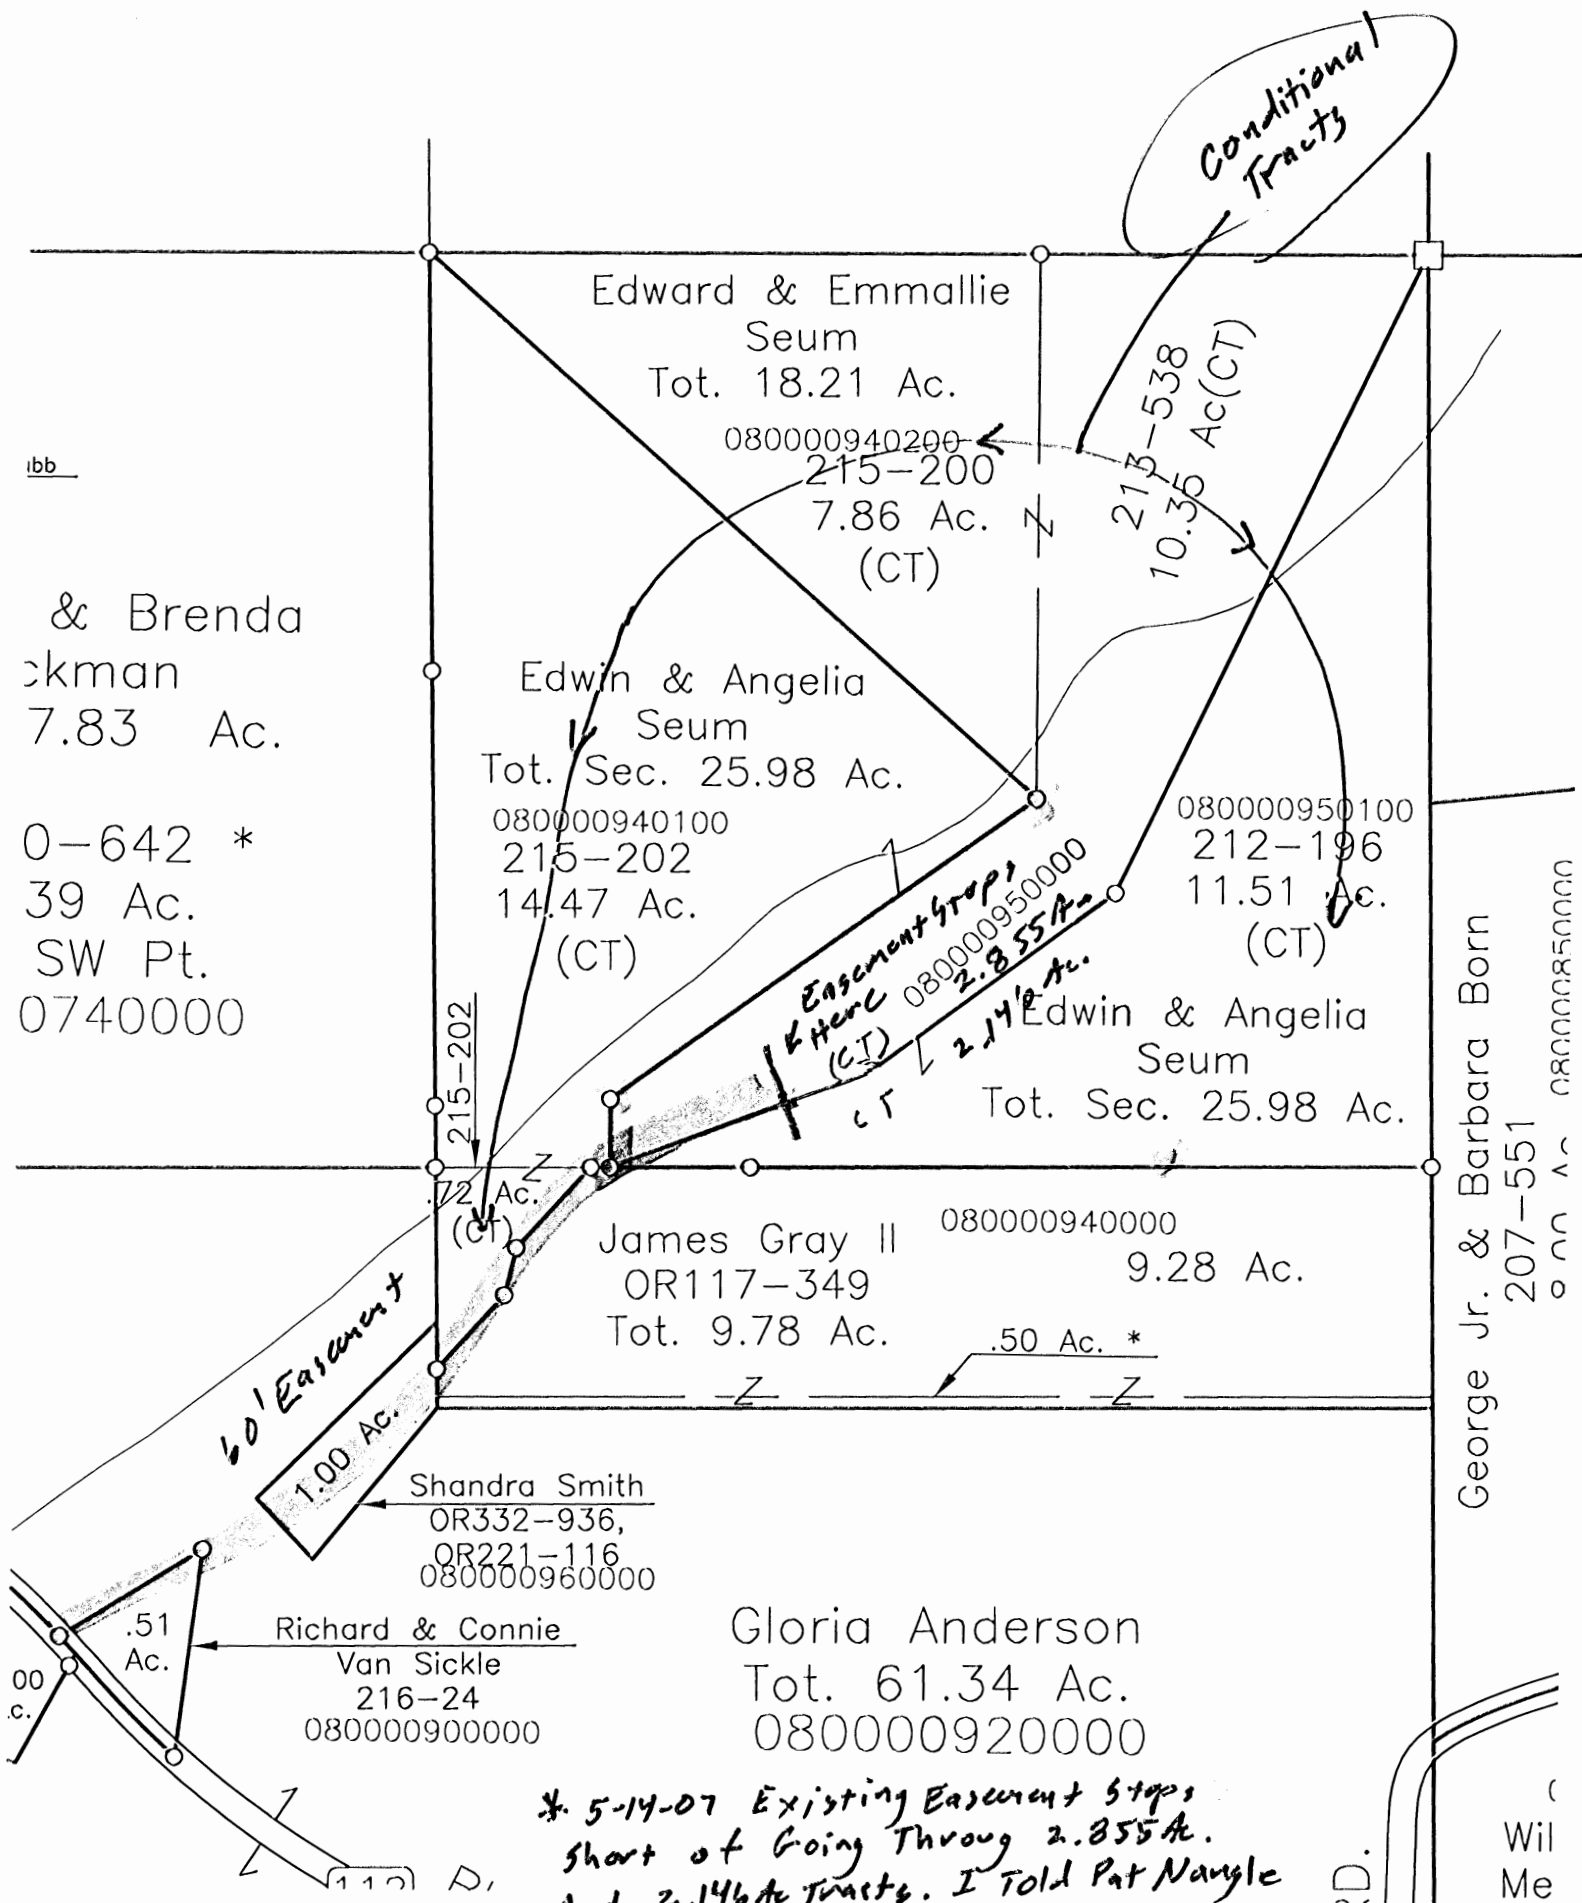 Conditional
Tracts
Edward & Emmallie
Seum
Tot. 18.21 Ac.
080000940200
215-200
7.86 Ac.
(CT)
Z
213-538
10.35 Ac(CT)
& Brenda
ckman
7.83 Ac.
0-642 *
39 Ac.
SW Pt.
0740000
Edwin & Angelia
Seum
Tot. Sec. 25.98 Ac.
080000940100
215-202
14.47 Ac.
(CT)
Easement Stops
Here
(CT)
080000950000
2.855 Ac.
2.146 Ac.
CT
080000950100
212-196
11.51 Ac.
(CT)
Edwin & Angelia
Seum
Tot. Sec. 25.98 Ac.
George Jr. & Barbara Born
207-551
080000850000
215-202
Z
.72 Ac.
(CT)
James Gray II
OR117-349
Tot. 9.78 Ac.
080000940000
9.28 Ac.
.50 Ac. *
Z
Z
60' Easement
1.00 Ac.
Shandra Smith
OR332-936,
OR221-116
080000960000
.51
Ac.
00
c.
Richard & Connie
Van Sickle
216-24
080000900000
Gloria Anderson
Tot. 61.34 Ac.
080000920000
* 5-14-07 Existing Easement Stops
Short of Going Throug 2.855 Ac.
2.146 Ac Tracts. I Told Pat Nangle
Wil
Me